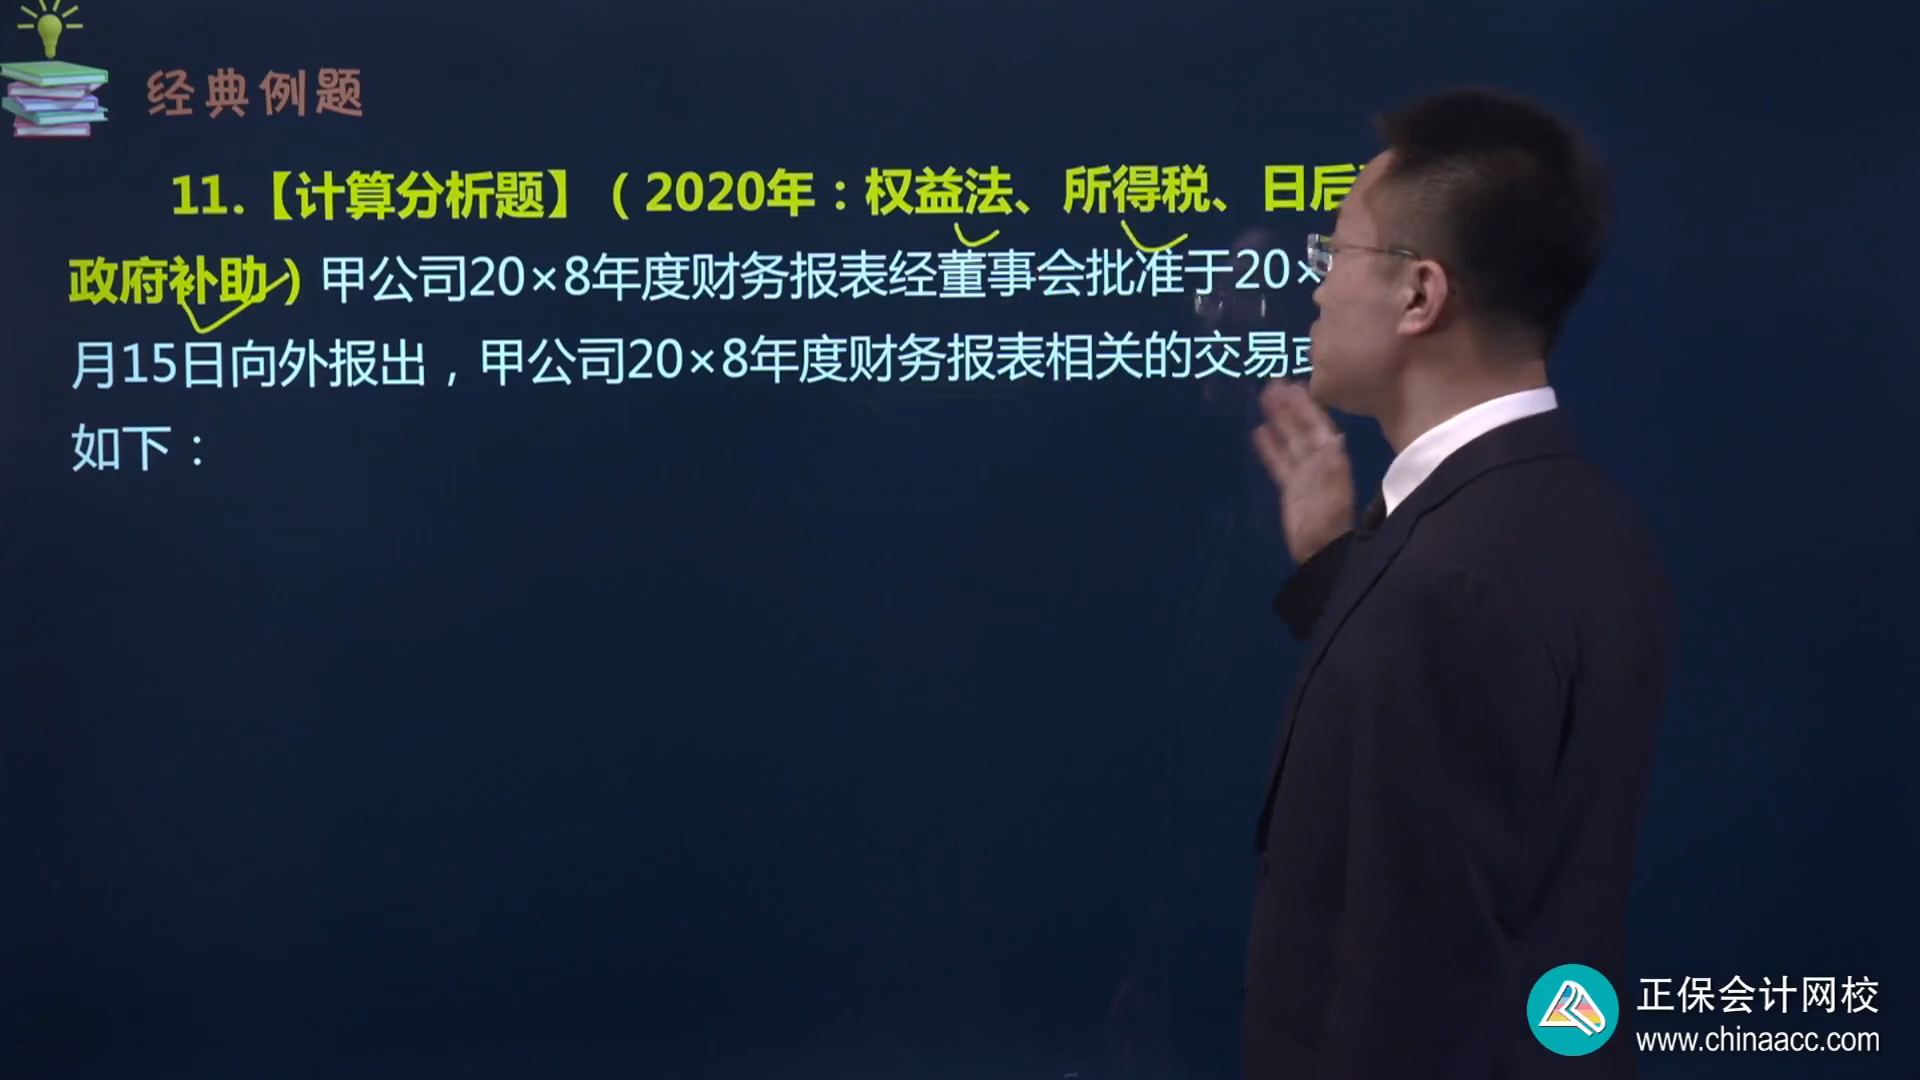 经典例题
11.【计算分析题】（2020年：权益法、所得税、日后
政府补助）甲公司20×8年度财务报表经董事会批准于20×
月15日向外报出，甲公司20×8年度财务报表相关的交易或
如下：
正保会计网校
www.chinaacc.com